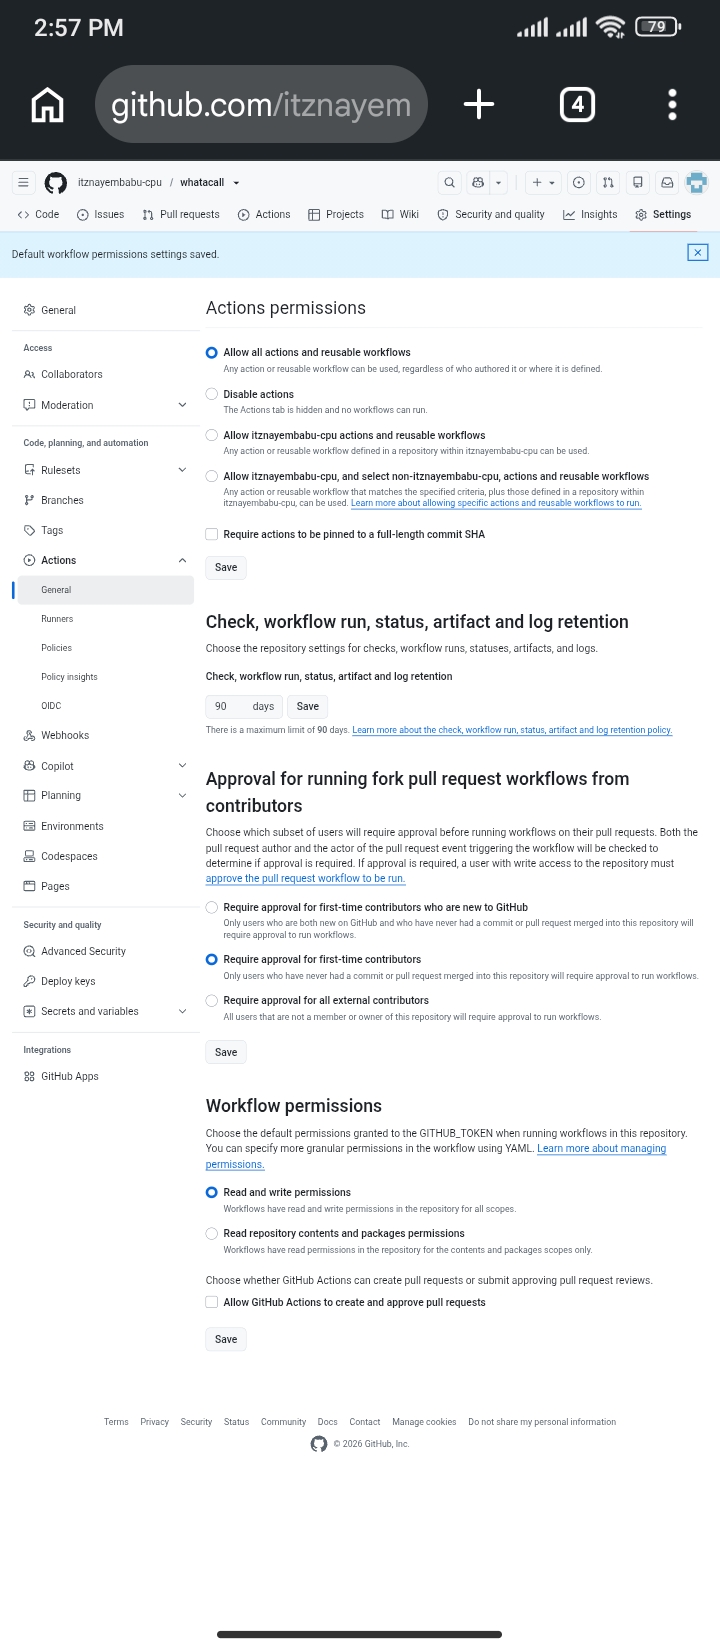 2:57 PM
79
github.com/itznayem
4
itznayembabu-cpu / whatacall
Code Issues Pull requests Actions Projects Wiki Security and quality Insights Settings
Default workflow permissions settings saved.
General
Access
Collaborators
Moderation
Code, planning, and automation
Rulesets
Branches
Tags
Actions
General
Runners
Policies
Policy insights
OIDC
Webhooks
Copilot
Planning
Environments
Codespaces
Pages
Security and quality
Advanced Security
Deploy keys
Secrets and variables
Integrations
GitHub Apps
Actions permissions
Allow all actions and reusable workflows
Any action or reusable workflow can be used, regardless of who authored it or where it is defined.
Disable actions
The Actions tab is hidden and no workflows can run.
Allow itznayembabu-cpu actions and reusable workflows
Any action or reusable workflow defined in a repository within itznayembabu-cpu can be used.
Allow itznayembabu-cpu, and select non-itznayembabu-cpu, actions and reusable workflows
Any action or reusable workflow that matches the specified criteria, plus those defined in a repository within
itznayembabu-cpu, can be used. Learn more about allowing specific actions and reusable workflows to run.
Require actions to be pinned to a full-length commit SHA
Save
Check, workflow run, status, artifact and log retention
Choose the repository settings for checks, workflow runs, statuses, artifacts, and logs.
Check, workflow run, status, artifact and log retention
90 days Save
There is a maximum limit of 90 days. Learn more about the check, workflow run, status, artifact and log retention policy.
Approval for running fork pull request workflows from
contributors
Choose which subset of users will require approval before running workflows on their pull requests. Both the
pull request author and the actor of the pull request event triggering the workflow will be checked to
determine if approval is required. If approval is required, a user with write access to the repository must
approve the pull request workflow to be run.
Require approval for first-time contributors who are new to GitHub
Only users who are both new on GitHub and who have never had a commit or pull request merged into this repository will
require approval to run workflows.
Require approval for first-time contributors
Only users who have never had a commit or pull request merged into this repository will require approval to run workflows.
Require approval for all external contributors
All users that are not a member or owner of this repository will require approval to run workflows.
Save
Workflow permissions
Choose the default permissions granted to the GITHUB_TOKEN when running workflows in this repository.
You can specify more granular permissions in the workflow using YAML. Learn more about managing
permissions.
Read and write permissions
Workflows have read and write permissions in the repository for all scopes.
Read repository contents and packages permissions
Workflows have read permissions in the repository for the contents and packages scopes only.
Choose whether GitHub Actions can create pull requests or submit approving pull request reviews.
Allow GitHub Actions to create and approve pull requests
Save
Terms Privacy Security Status Community Docs Contact Manage cookies Do not share my personal information
© 2026 GitHub, Inc.